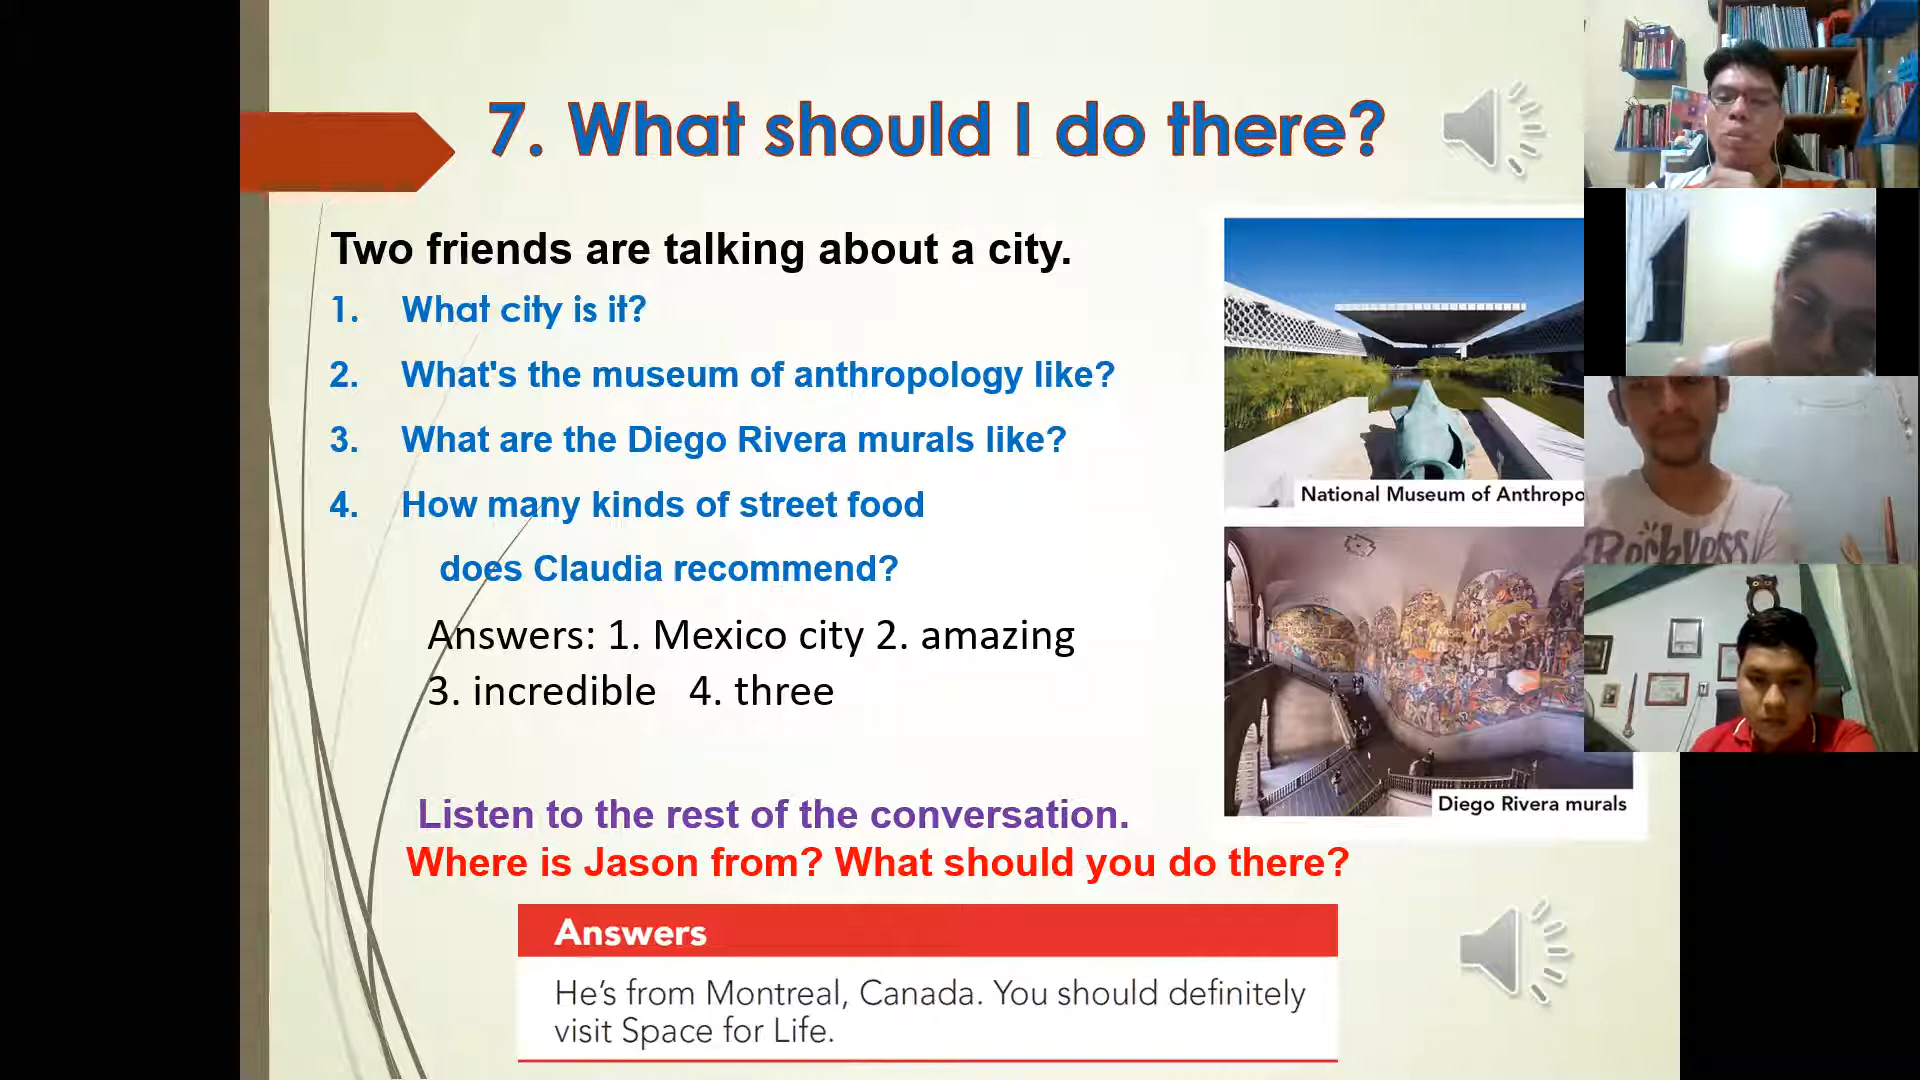 7. What should I do there?
Two friends are talking about a city.
1. What city is it?
2. What's the museum of anthropology like?
3. What are the Diego Rivera murals like?
4. How many kinds of street food
does Claudia recommend?
Answers: 1. Mexico city 2. amazing
3. incredible 4. three
National Museum of Anthropo
Diego Rivera murals
Listen to the rest of the conversation.
Where is Jason from? What should you do there?
Answers
He's from Montreal, Canada. You should definitely
visit Space for Life.